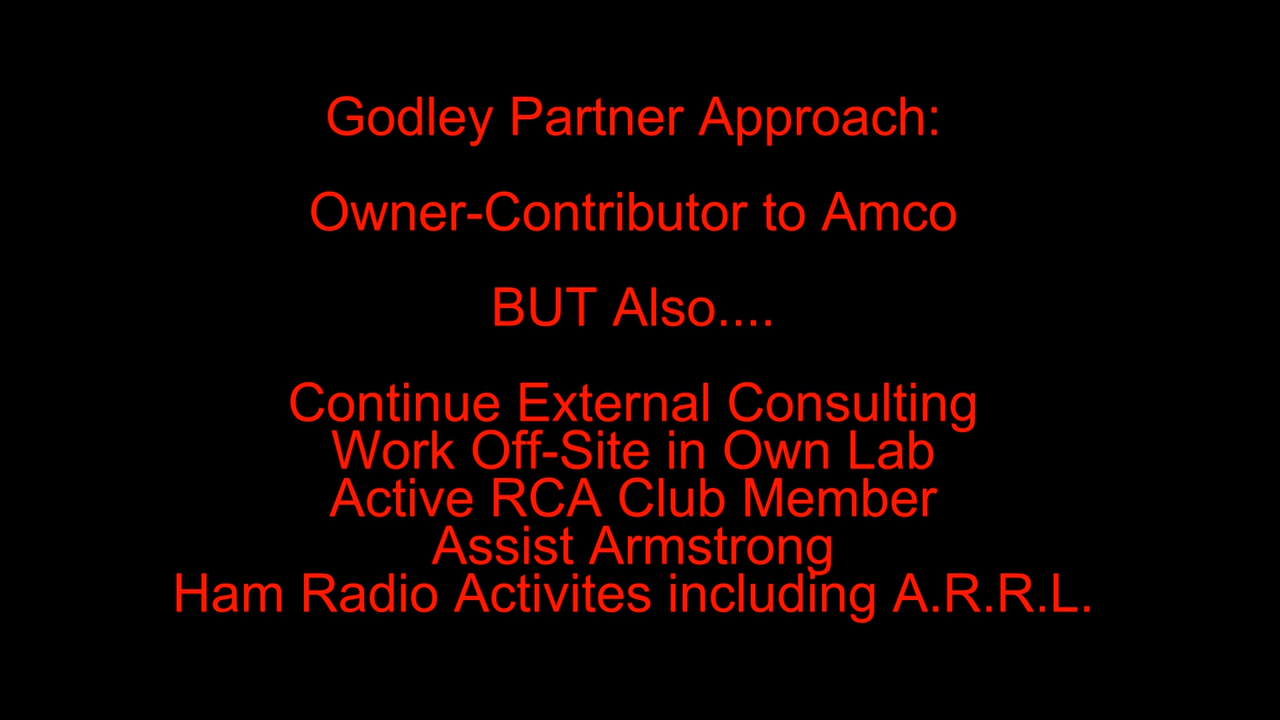 Godley Partner Approach:
Owner-Contributor to Amco
BUT Also....
Continue External Consulting
Work Off-Site in Own Lab
Active RCA Club Member
Assist Armstrong
Ham Radio Activites including A.R.R.L.